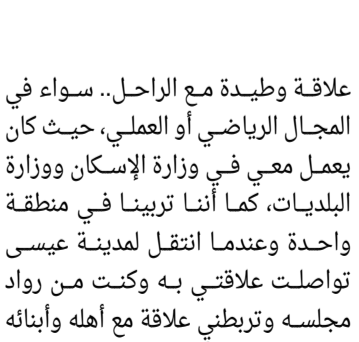 علاقة وطيدة مع الراحل.. سواء في
المجال الرياضي أو العملي، حيث كان
يعمل معي في وزارة الإسكان ووزارة
البلديات، كما أننا تربينا في منطقة
واحدة وعندما انتقل لمدينة عيسى
تواصلت علاقتي به وكنت من رواد
مجلسه وتربطني علاقة مع أهله وأبنائه